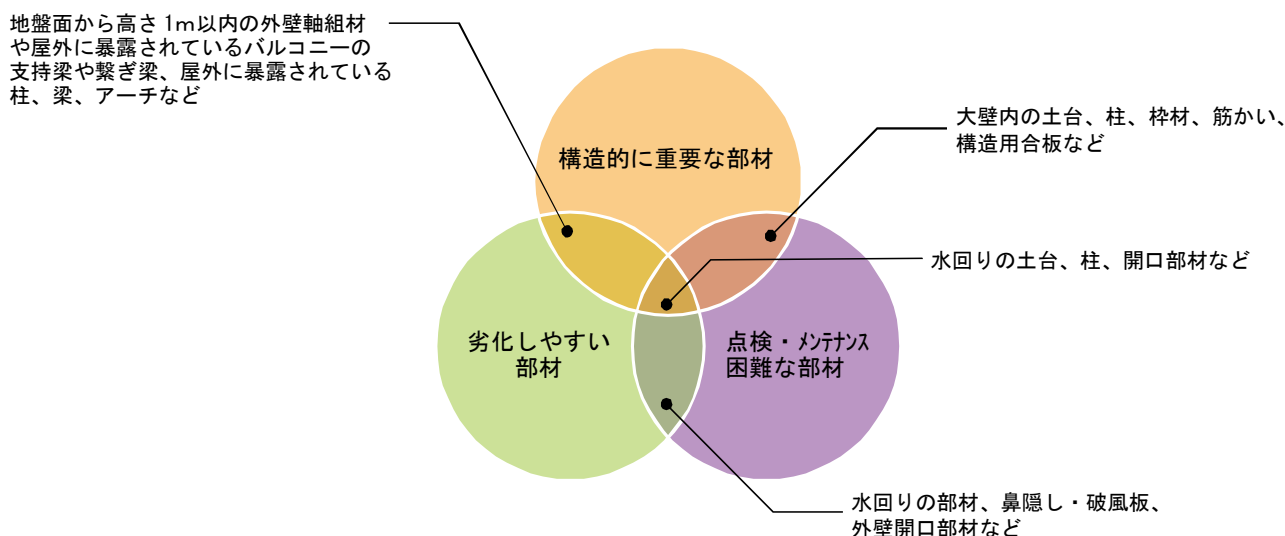 地盤面から高さ1m以内の外壁軸組材
や屋外に暴露されているバルコニーの
支持梁や繋ぎ梁、屋外に暴露されている
柱、梁、アーチなど
構造的に重要な部材
大壁内の土台、柱、枠材、筋かい、
構造用合板など
水回りの土台、柱、開口部材など
劣化しやすい
部材
点検・ﾒﾝﾃﾅﾝｽ
困難な部材
水回りの部材、鼻隠し・破風板、
外壁開口部材など